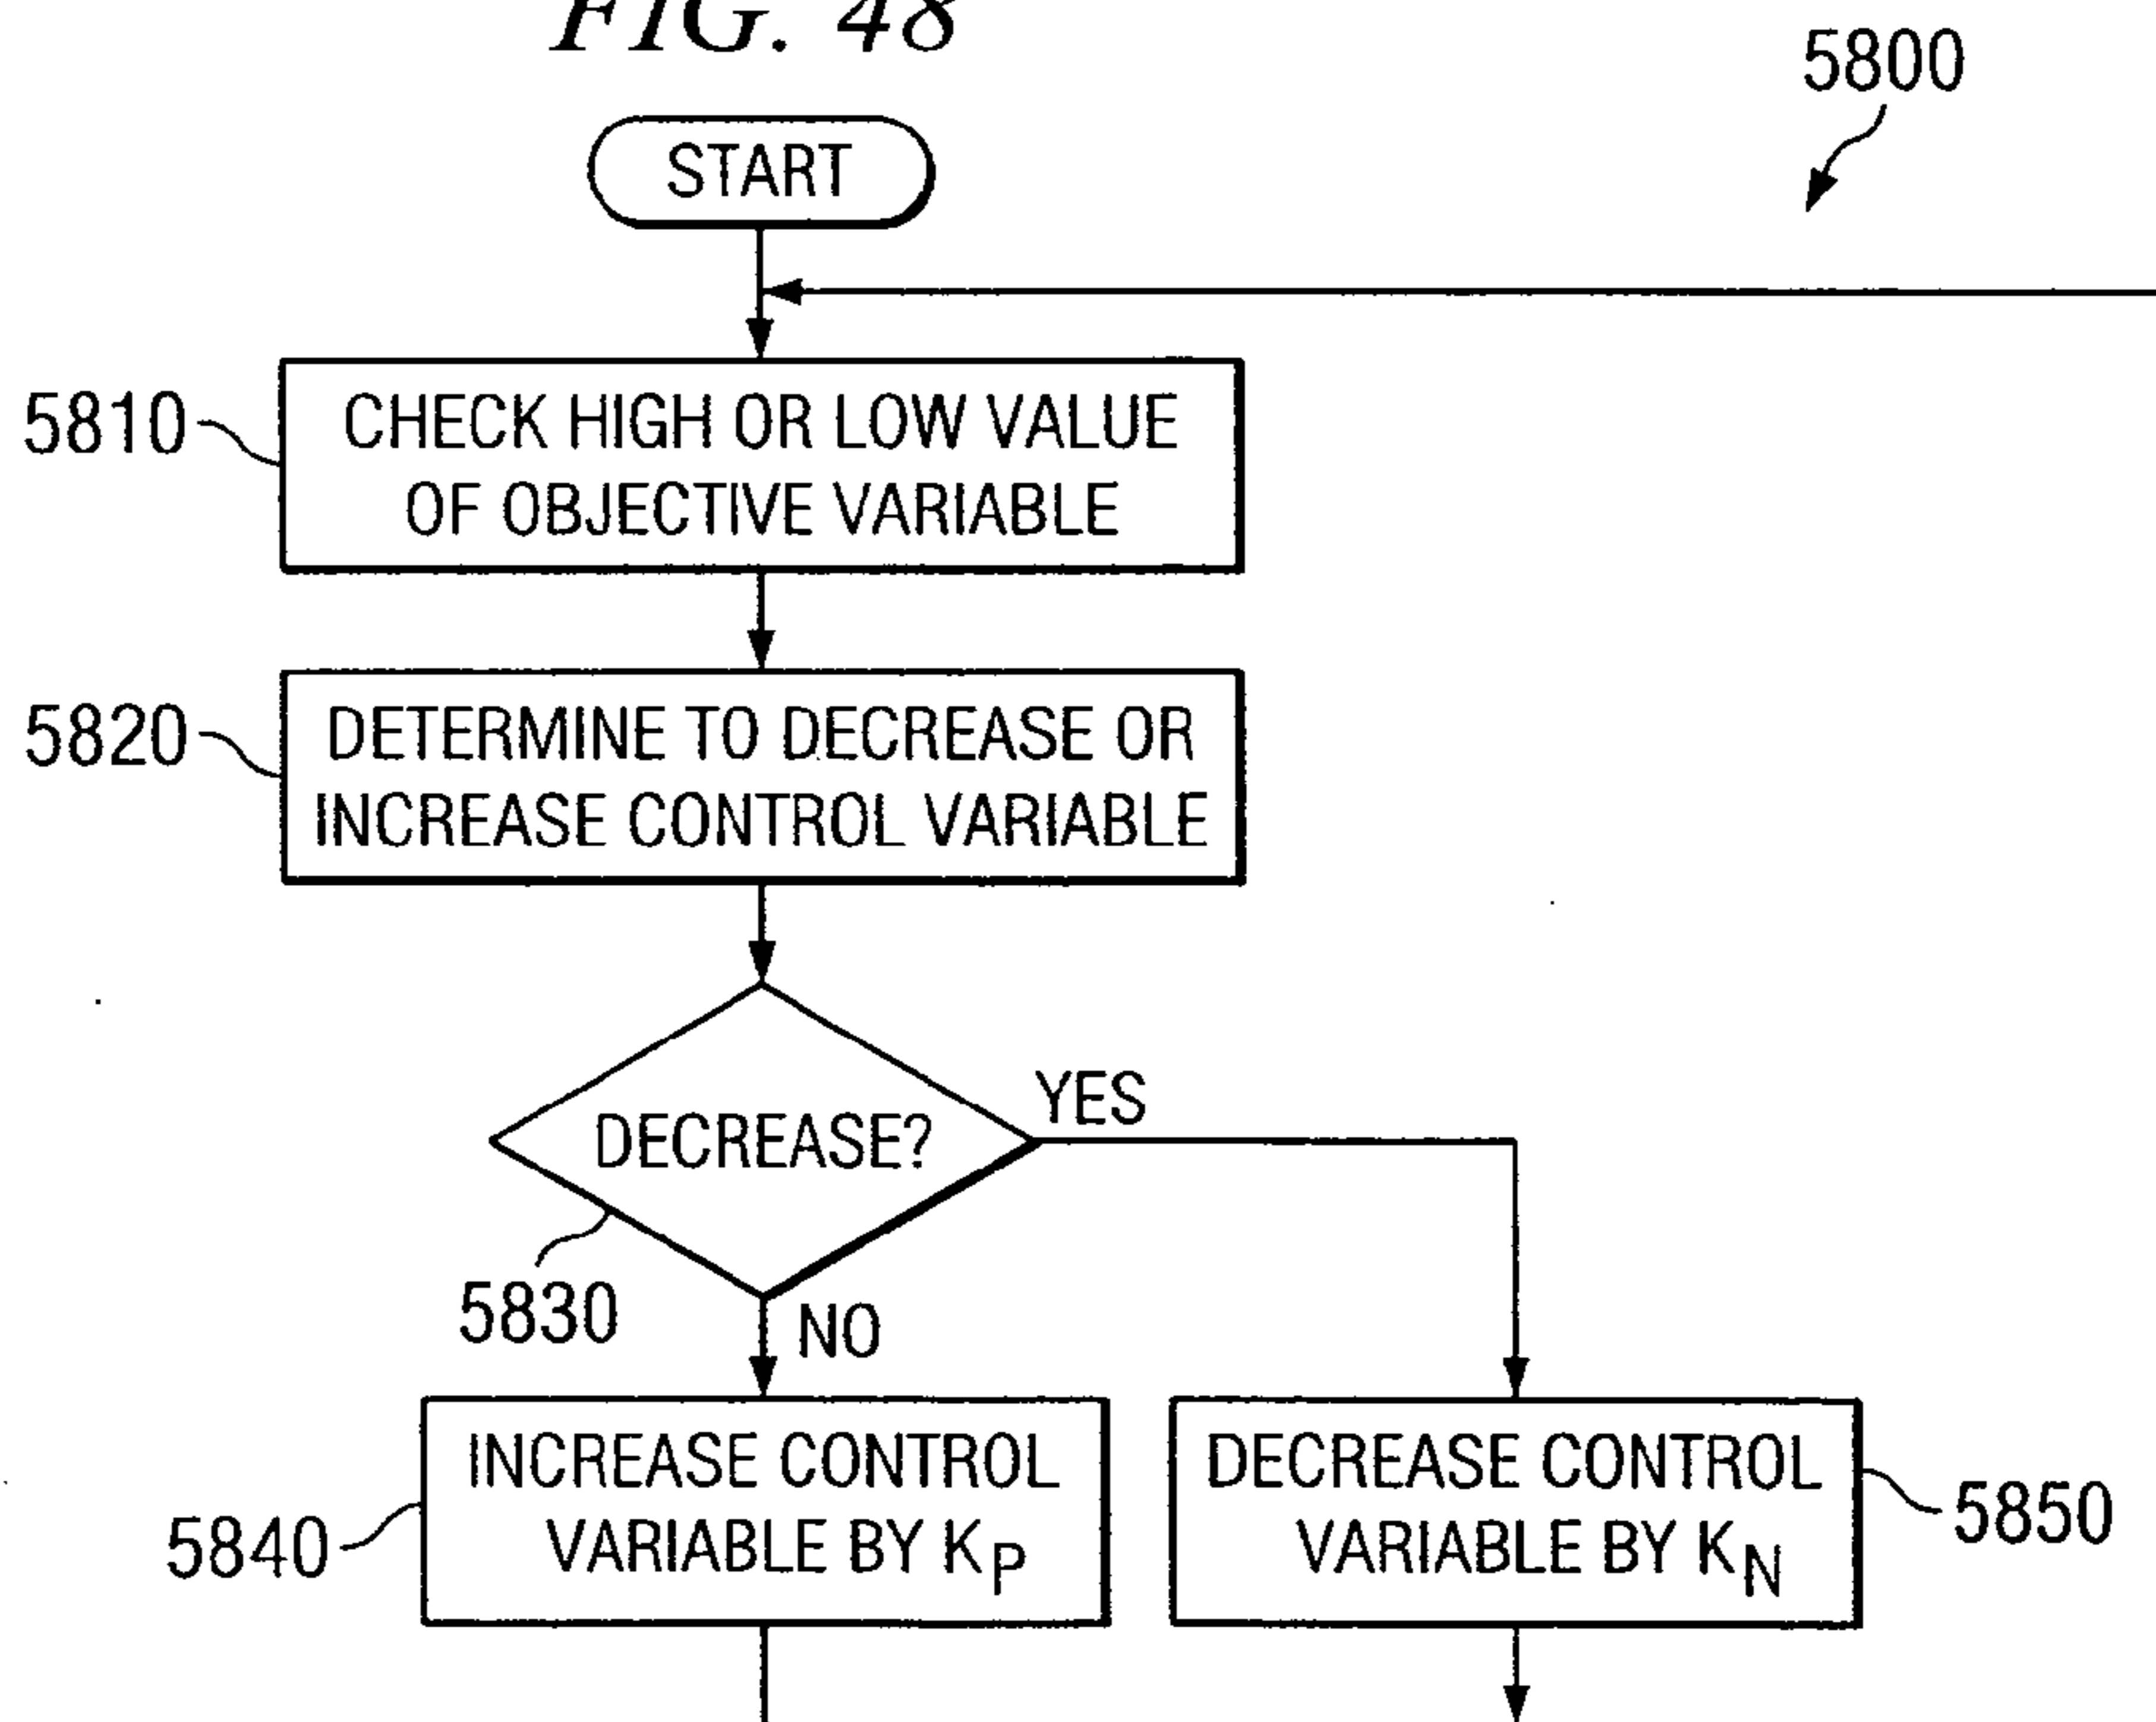 FIG. 48
5800
START
5810
CHECK HIGH OR LOW VALUE
OF OBJECTIVE VARIABLE
5820
DETERMINE TO DECREASE OR
INCREASE CONTROL VARIABLE
DECREASE?
YES
5830
NO
5840
INCREASE CONTROL
VARIABLE BY KP
DECREASE CONTROL
VARIABLE BY KN
5850